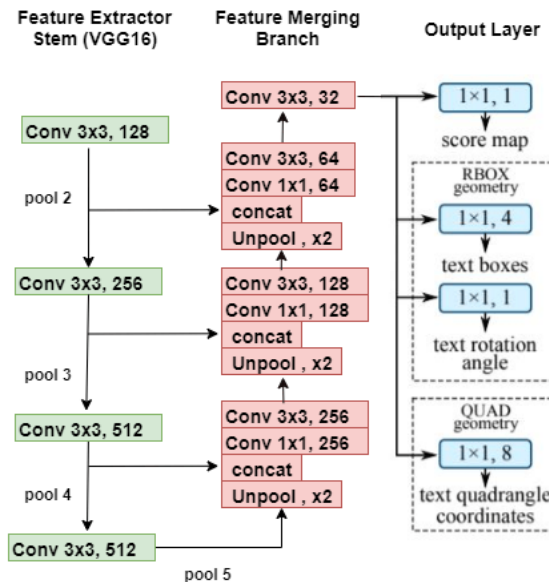 Feature Extractor
Stem (VGG16)
Conv 3x3, 128
pool 2
Conv 3x3, 256
pool 3
Conv 3x3, 512
pool 4
Conv 3x3, 512
pool 5
Feature Merging
Branch
Conv 3x3, 32
Conv 3x3, 64
Conv 1x1, 64
concat
Unpool , x2
Conv 3x3, 128
Conv 1x1, 128
concat
Unpool , x2
Conv 3x3, 256
Conv 1x1, 256
concat
Unpool , x2
Output Layer
1×1, 1
score map
RBOX
geometry
1×1, 4
text boxes
1×1, 1
text rotation
angle
QUAD
geometry
1×1, 8
text quadrangle
coordinates